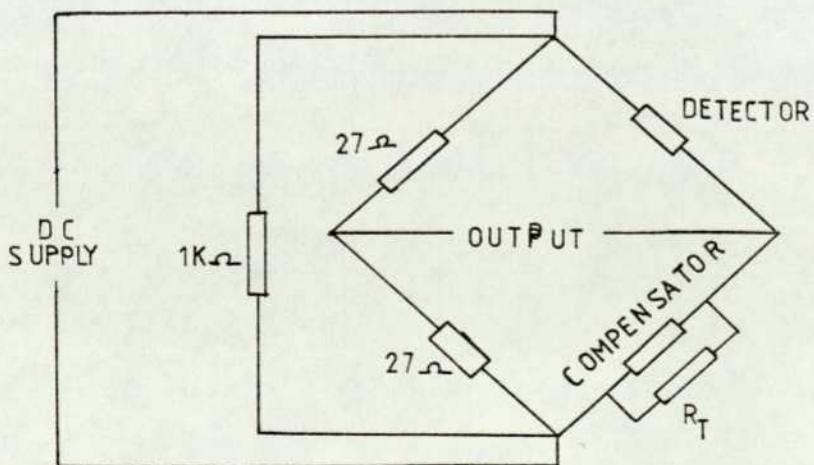 DETECTOR
27Ω
DC
SUPPLY
1KΩ
OUTPUT
COMPENSATOR
27Ω
R_T